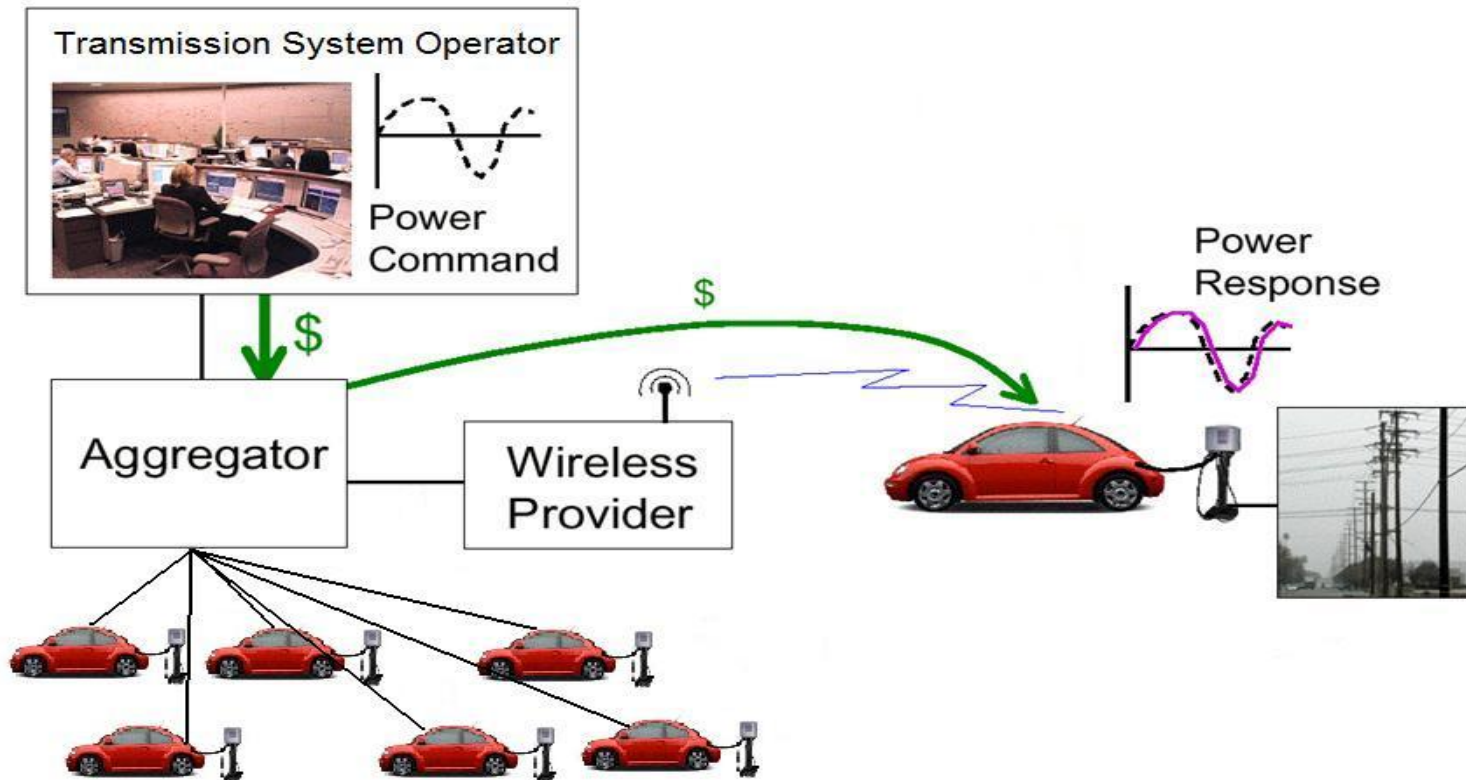 Transmission System Operator
Power
Command
$
$
Power
Response
Aggregator
Wireless
Provider